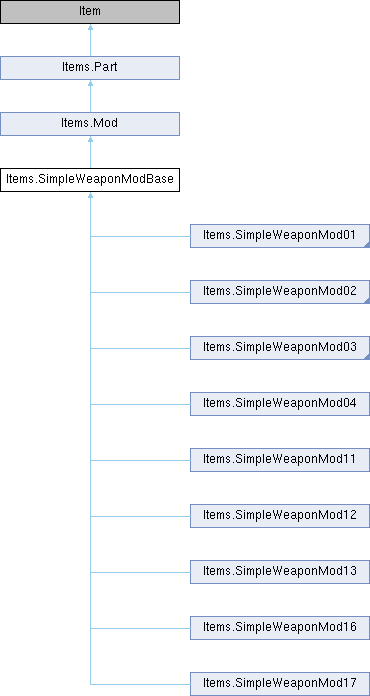 Item
Items.Part
Items.Mod
Items.SimpleWeaponModBase
Items.SimpleWeaponMod01
Items.SimpleWeaponMod02
Items.SimpleWeaponMod03
Items.SimpleWeaponMod04
Items.SimpleWeaponMod11
Items.SimpleWeaponMod12
Items.SimpleWeaponMod13
Items.SimpleWeaponMod16
Items.SimpleWeaponMod17